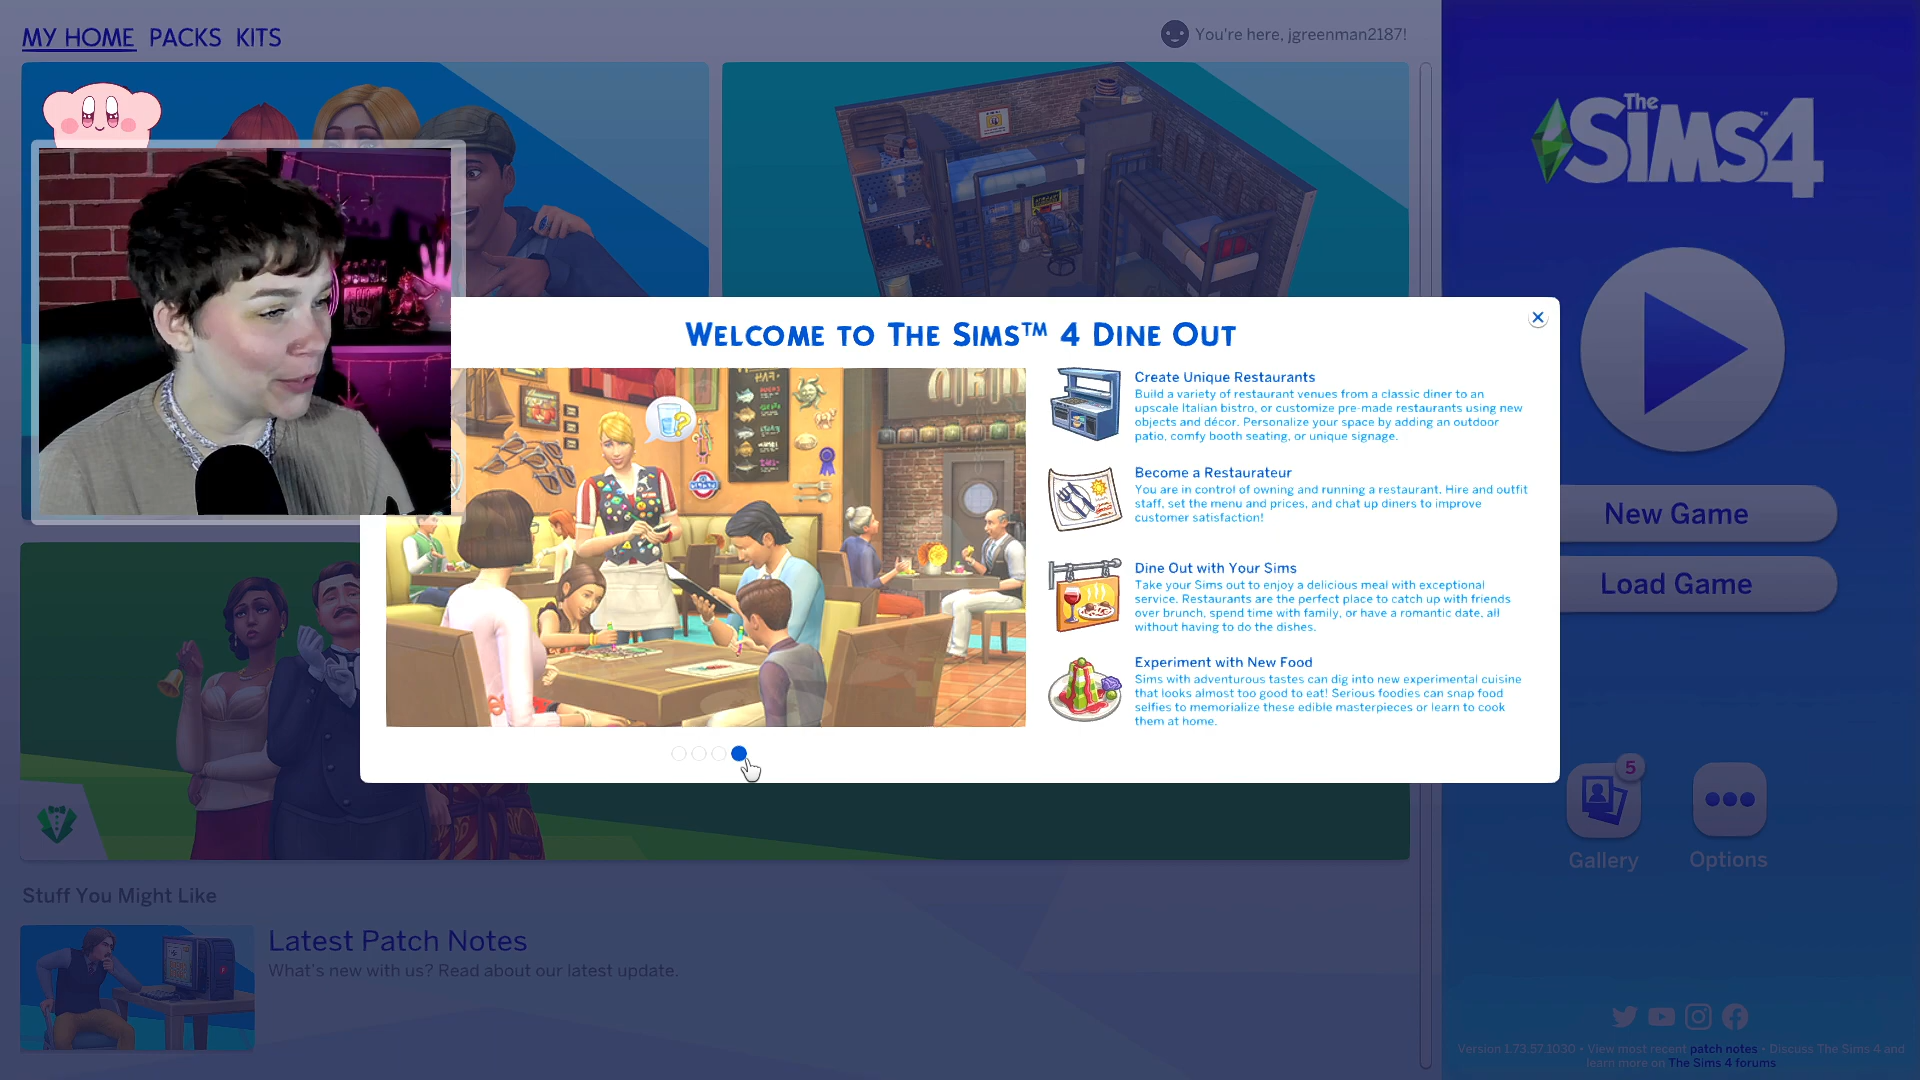 MY HOME PACKS KITS
You're here, jgreenman2187!
The SiMS 4
WELCOME TO THE SIMS™ 4 DINE OUT
Create Unique Restaurants
Build a variety of restaurant venues from a classic diner to an
upscale Italian bistro, or customize pre-made restaurants using new
objects and décor. Personalize your space by adding an outdoor
patio, comfy booth seating, or unique signage.
Become a Restaurateur
You are in control of owning and running a restaurant. Hire and outfit
staff, set the menu and prices, and chat up diners to improve
customer satisfaction!
Dine Out with Your Sims
Take your Sims out to enjoy a delicious meal with exceptional
service. Restaurants are the perfect place to catch up with friends
over brunch, spend time with family, or have a romantic date, all
without having to do the dishes.
Experiment with New Food
Sims with adventurous tastes can dig into new experimental cuisine
that looks almost too good to eat! Serious foodies can snap food
selfies to memorialize these edible masterpieces or learn to cook
them at home.
New Game
Load Game
5
Gallery
Options
Stuff You Might Like
Latest Patch Notes
What's new with us? Read about our latest update.
Version 1.73.57.1030 - View most recent patch notes - Discuss The Sims 4 and
learn more on The Sims 4 forums